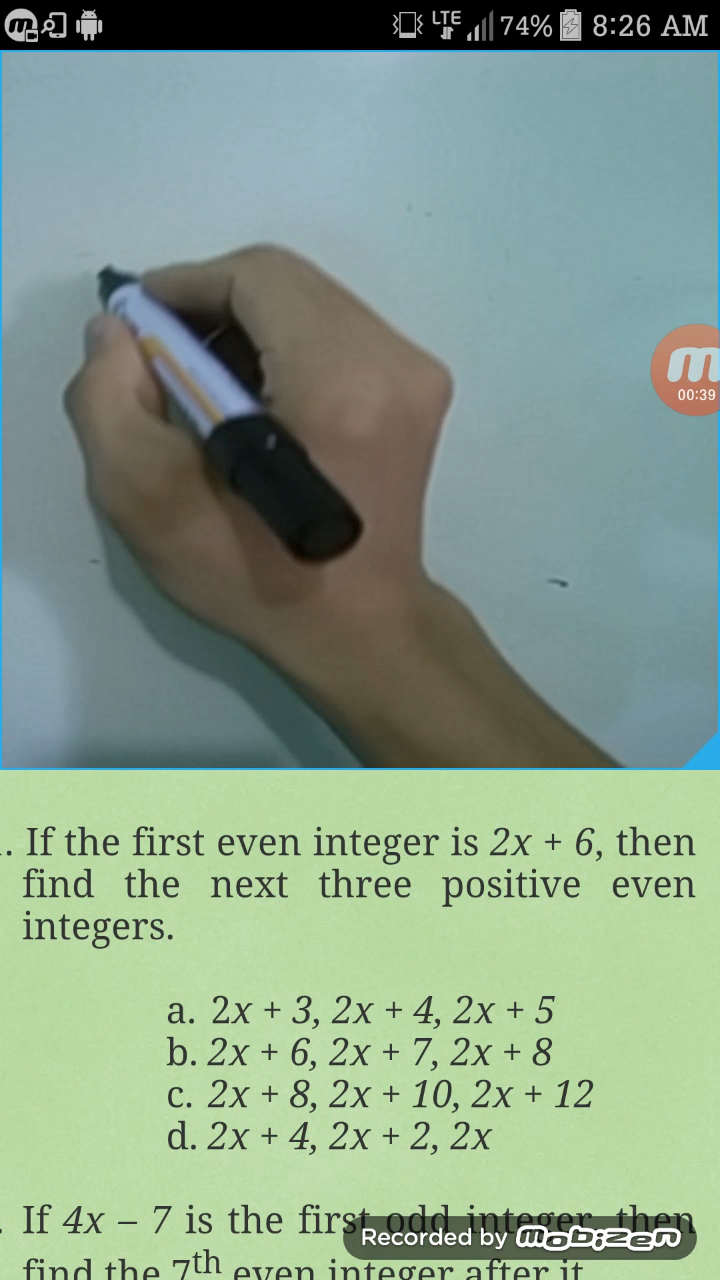 LTE
74% 8:26 AM
00:39
. If the first even integer is 2x + 6, then
find the next three positive even
integers.
a. 2x + 3, 2x + 4, 2x + 5
b. 2x + 6, 2x + 7, 2x + 8
c. 2x + 8, 2x + 10, 2x + 12
d. 2x + 4, 2x + 2, 2x
. If 4x – 7 is the first odd integer, then
find the 7th even integer after it
Recorded by mobizen